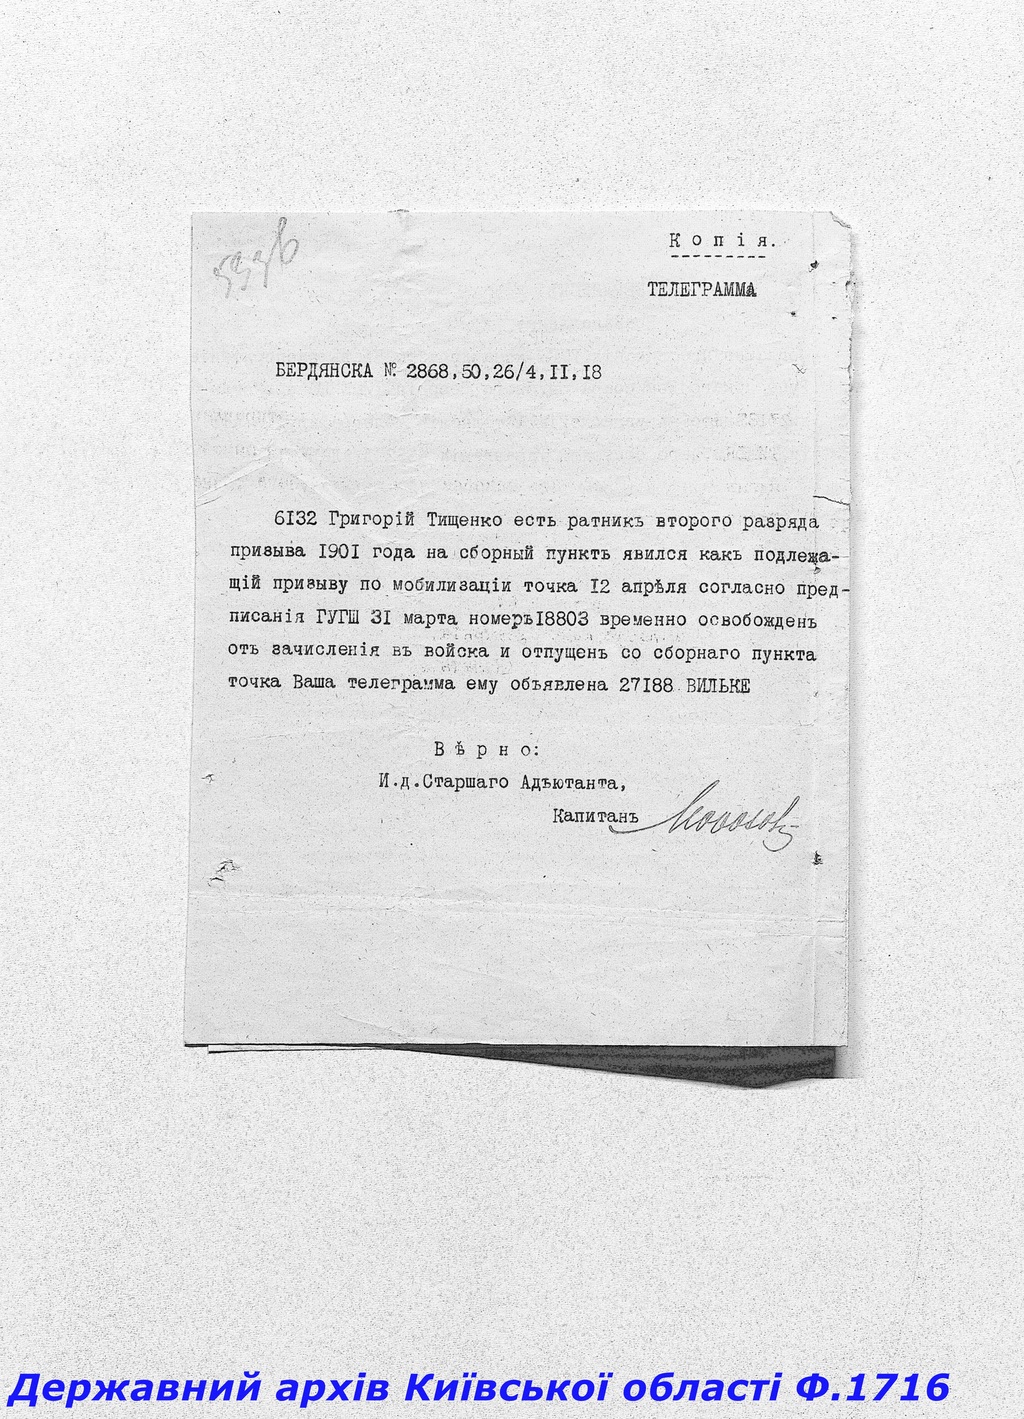 Копія.
ТЕЛЕГРАММА
БЕРДЯНСКА №. 2868,50,26/4,II,I8
6I32 Григорій Тищенко есть ратникъ второго разряда
призыва I90I года на сборный пунктъ явился какъ подлежа-
щій призыву по мобилизаціи точка I2 апрѣля согласно пред-
писанія ГУГШ 3I марта номерьI8803 временно освобожденъ
отъ зачисленія въ войска и отпущенъ со сборнаго пункта
точка Ваша телеграмма ему объявлена 27I88 ВИЛЬКЕ
Вѣрно:
И.д.Старшаго Адъютанта,
Капитанъ
Державний архів Київської області Ф.1716